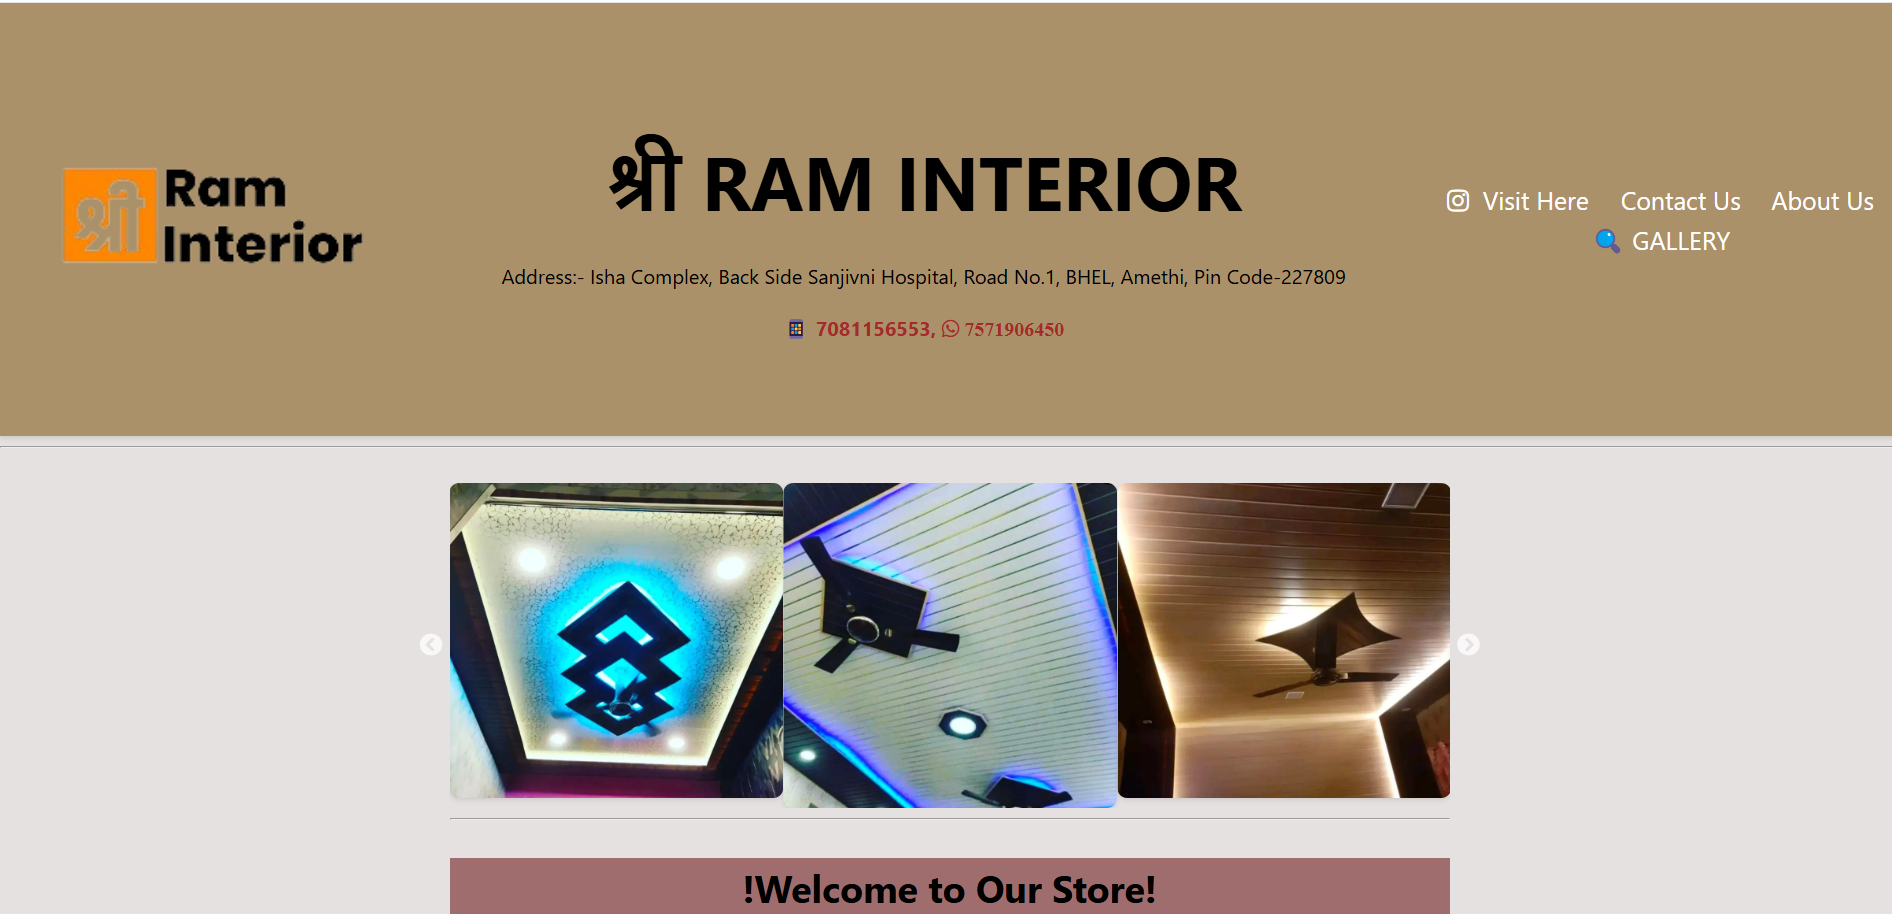 श्री
Ram
Interior
श्री RAM INTERIOR
Address:- Isha Complex, Back Side Sanjivni Hospital, Road No.1, BHEL, Amethi, Pin Code-227809
7081156553, 7571906450
Visit Here Contact Us About Us
GALLERY
!Welcome to Our Store!